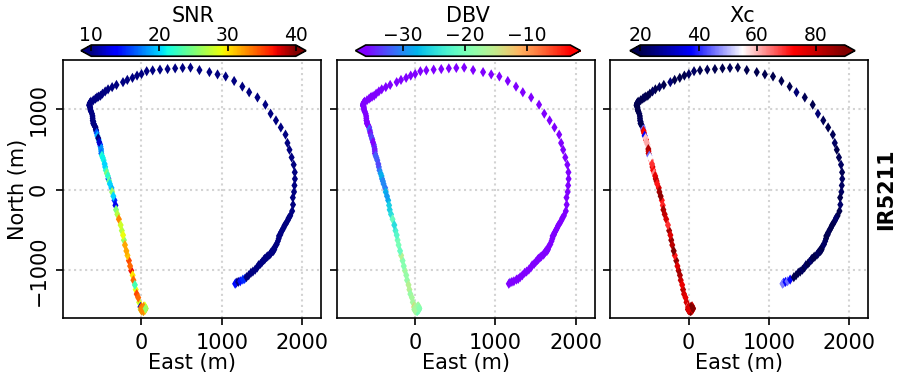 SNR DBV Xc
10 20 30 40 −30 −20 −10 20 40 60 80
North (m)
1000
0
−1000
IR5211
0 1000 2000 0 1000 2000 0 1000 2000
East (m) East (m) East (m)